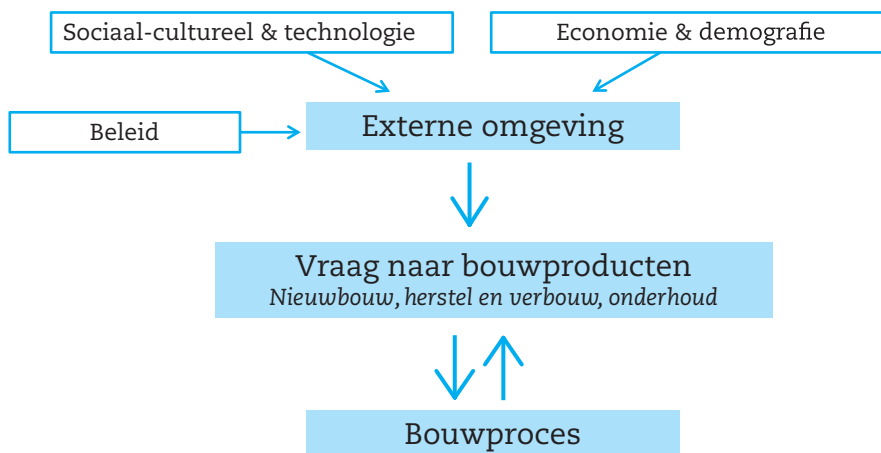 Sociaal-cultureel & technologie
Economie & demografie
Beleid
Externe omgeving
Vraag naar bouwproducten
Nieuwbouw, herstel en verbouw, onderhoud
Bouwproces